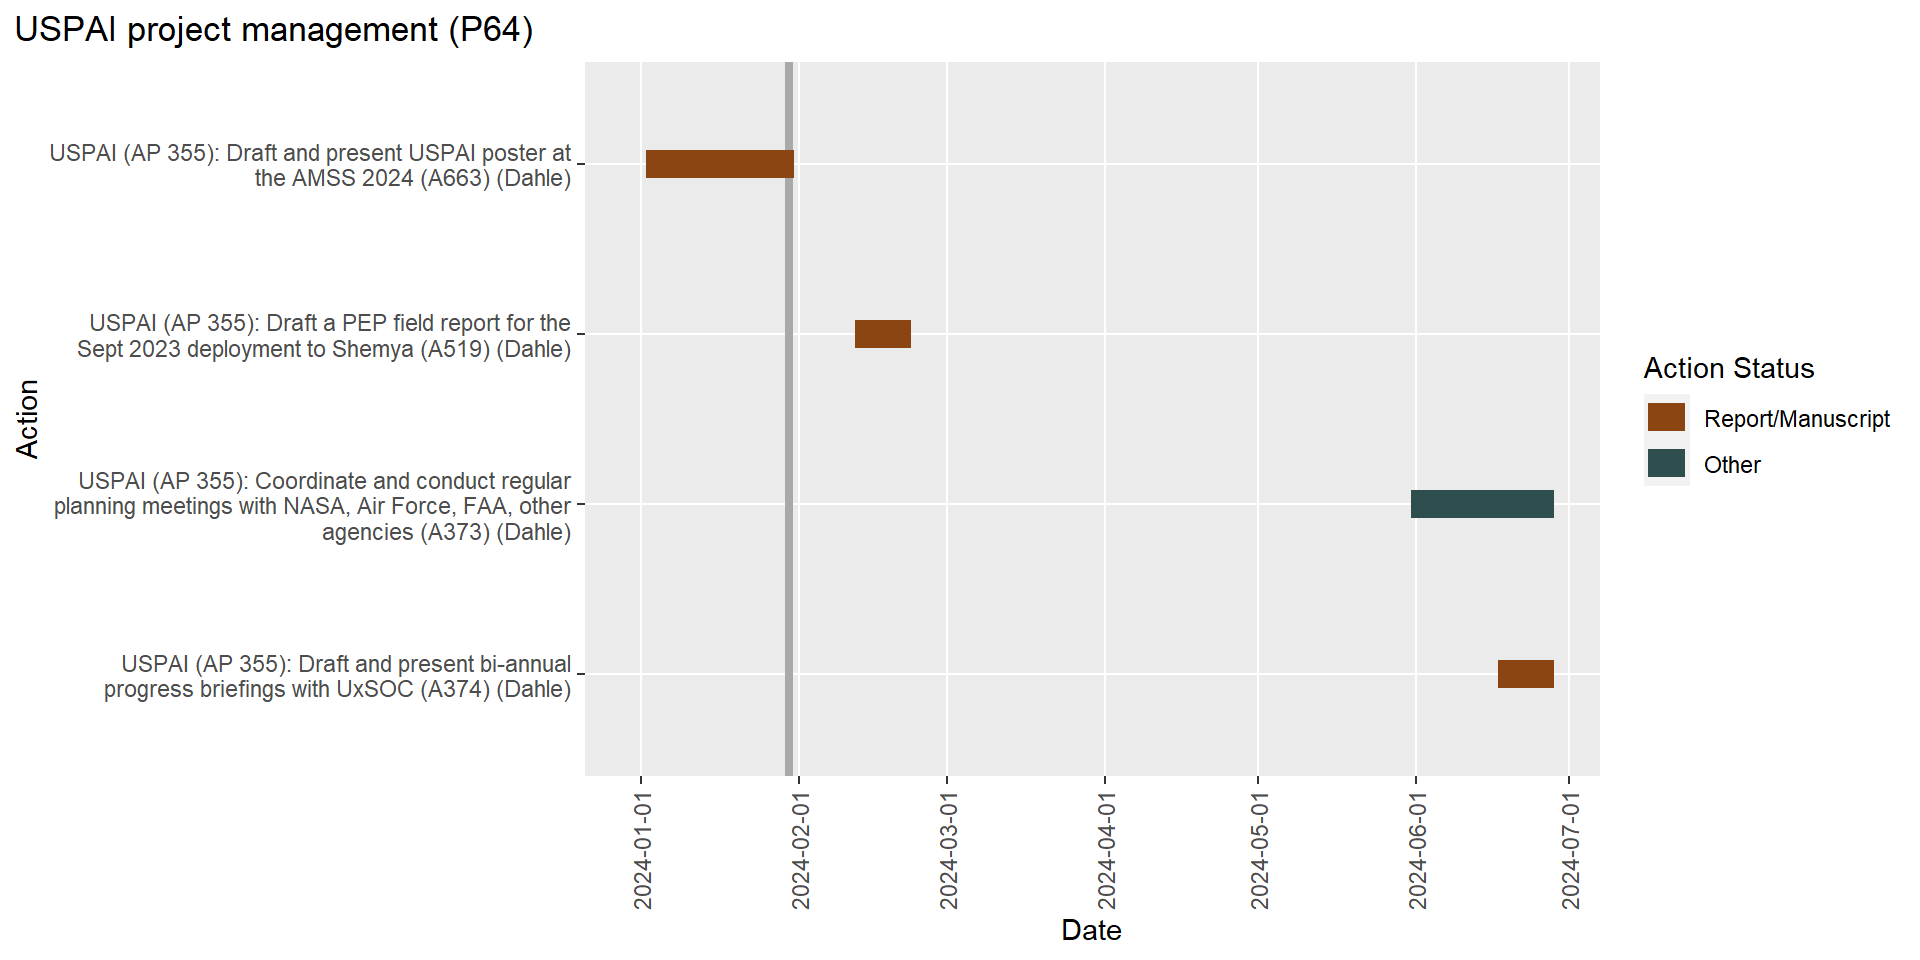 USPAI project management (P64)
USPAI (AP 355): Draft and present USPAI poster at
the AMSS 2024 (A663) (Dahle)
USPAI (AP 355): Draft a PEP field report for the
Sept 2023 deployment to Shemya (A519) (Dahle)
USPAI (AP 355): Coordinate and conduct regular
planning meetings with NASA, Air Force, FAA, other
agencies (A373) (Dahle)
USPAI (AP 355): Draft and present bi-annual
progress briefings with UxSOC (A374) (Dahle)
Action
2024-01-01
2024-02-01
2024-03-01
2024-04-01
2024-05-01
2024-06-01
2024-07-01
Date
Action Status
Report/Manuscript
Other